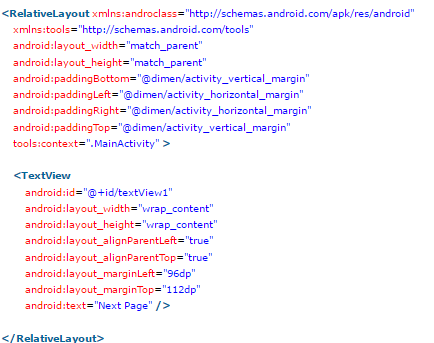 <RelativeLayout xmlns:androclass="http://schemas.android.com/apk/res/android"
xmlns:tools="http://schemas.android.com/tools"
android:layout_width="match_parent"
android:layout_height="match_parent"
android:paddingBottom="@dimen/activity_vertical_margin"
android:paddingLeft="@dimen/activity_horizontal_margin"
android:paddingRight="@dimen/activity_horizontal_margin"
android:paddingTop="@dimen/activity_vertical_margin"
tools:context=".MainActivity" >
<TextView
android:id="@+id/textView1"
android:layout_width="wrap_content"
android:layout_height="wrap_content"
android:layout_alignParentLeft="true"
android:layout_alignParentTop="true"
android:layout_marginLeft="96dp"
android:layout_marginTop="112dp"
android:text="Next Page" />
</RelativeLayout>